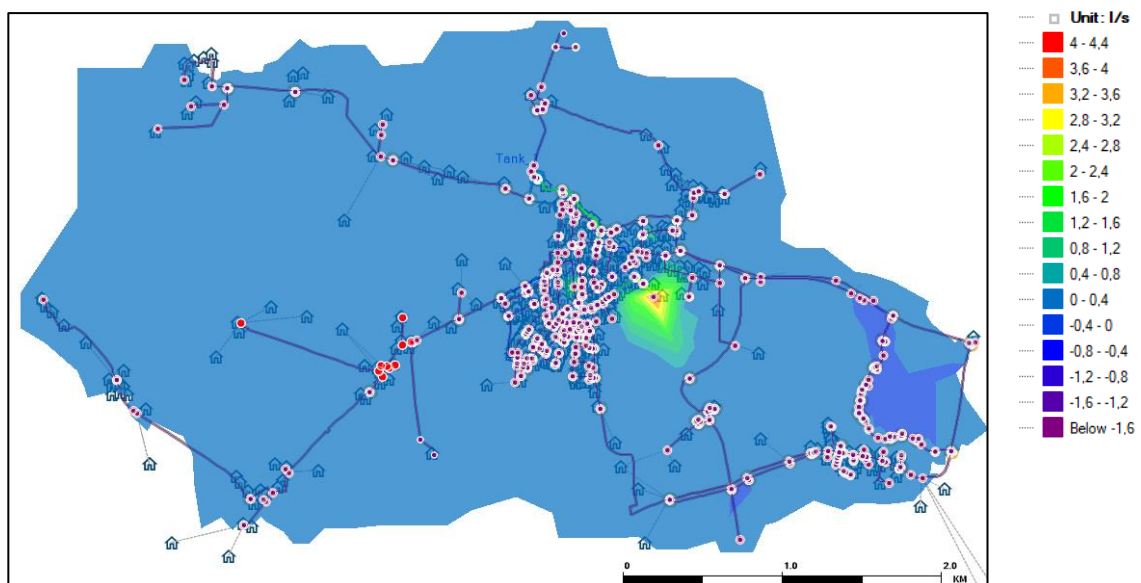 Unit: l/s
4 - 4,4
3,6 - 4
3,2 - 3,6
2,8 - 3,2
2,4 - 2,8
2 - 2,4
1,6 - 2
1,2 - 1,6
0,8 - 1,2
0,4 - 0,8
0 - 0,4
-0,4 - 0
-0,8 - -0,4
-1,2 - -0,8
-1,6 - -1,2
Below -1,6
Tank
0 1.0 2.0
KM